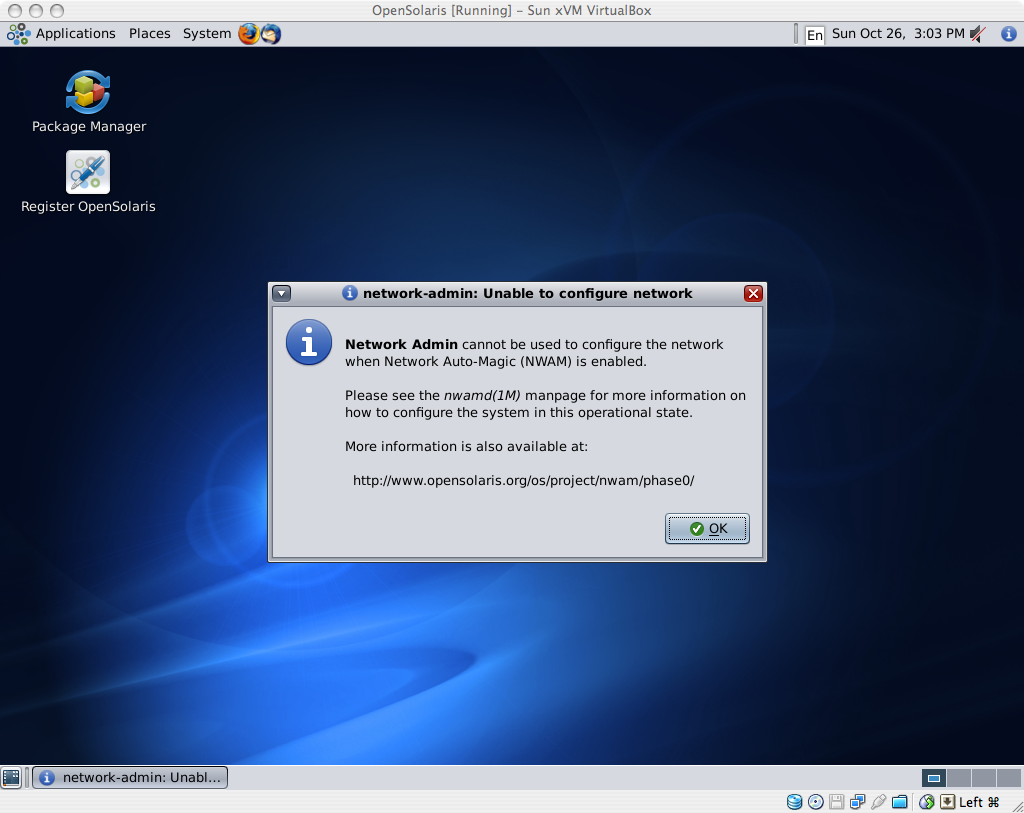 OpenSolaris [Running] – Sun xVM VirtualBox
Applications Places System En Sun Oct 26, 3:03 PM
Package Manager
Register OpenSolaris
network-admin: Unable to configure network
Network Admin cannot be used to configure the network
when Network Auto-Magic (NWAM) is enabled.
Please see the nwamd(1M) manpage for more information on
how to configure the system in this operational state.
More information is also available at:
http://www.opensolaris.org/os/project/nwam/phase0/
OK
network-admin: Unabl...
Left ⌘